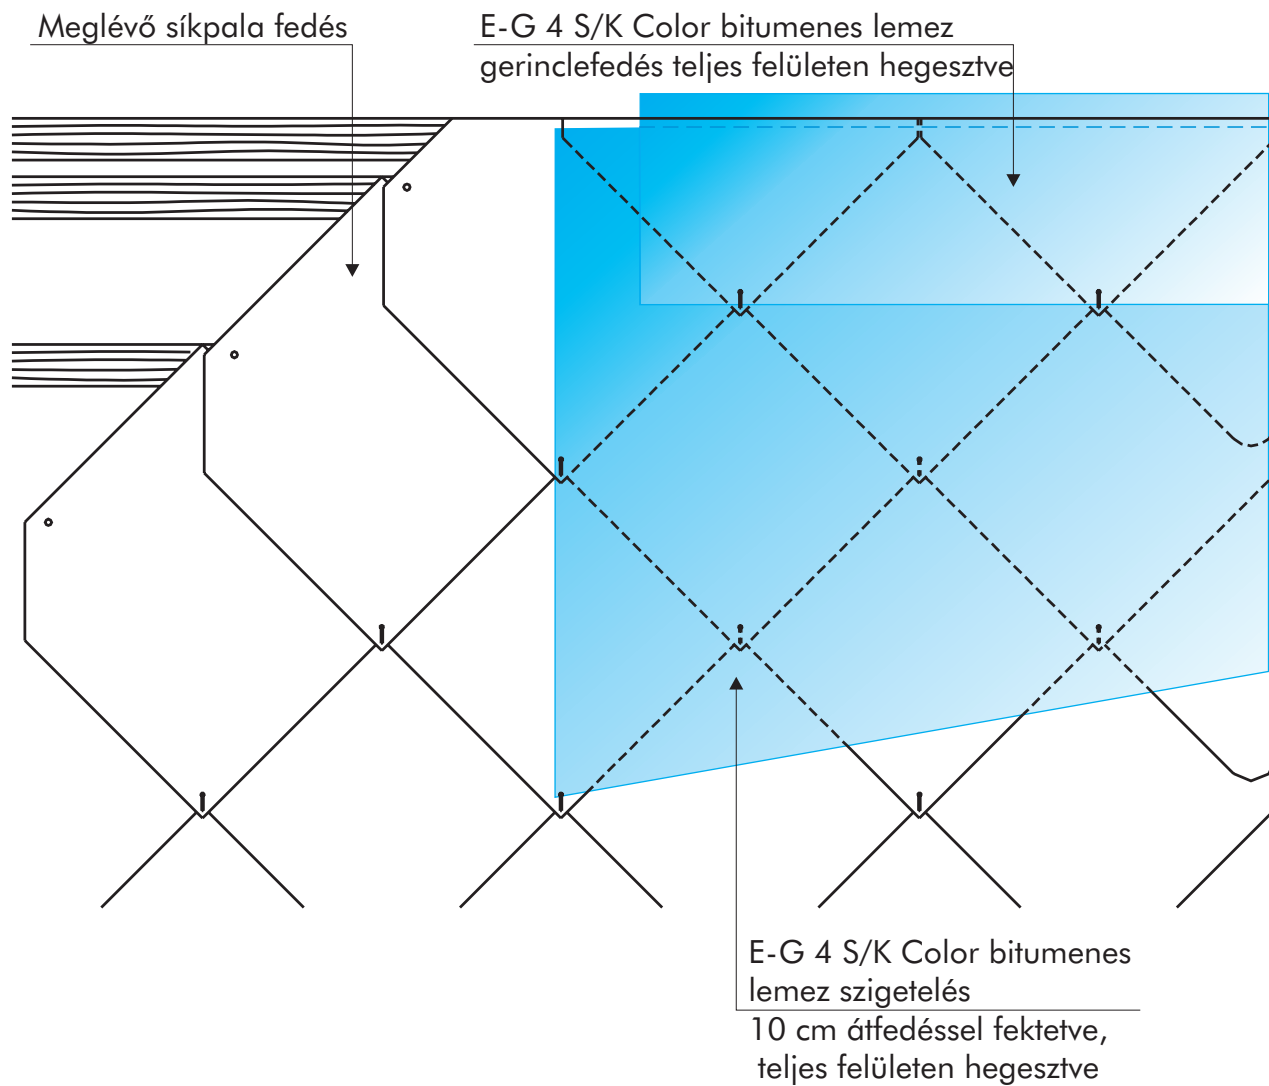 Meglévő síkpala fedés
E-G 4 S/K Color bitumenes lemez
gerinclefedés teljes felületen hegesztve
E-G 4 S/K Color bitumenes
lemez szigetelés
10 cm átfedéssel fektetve,
teljes felületen hegesztve